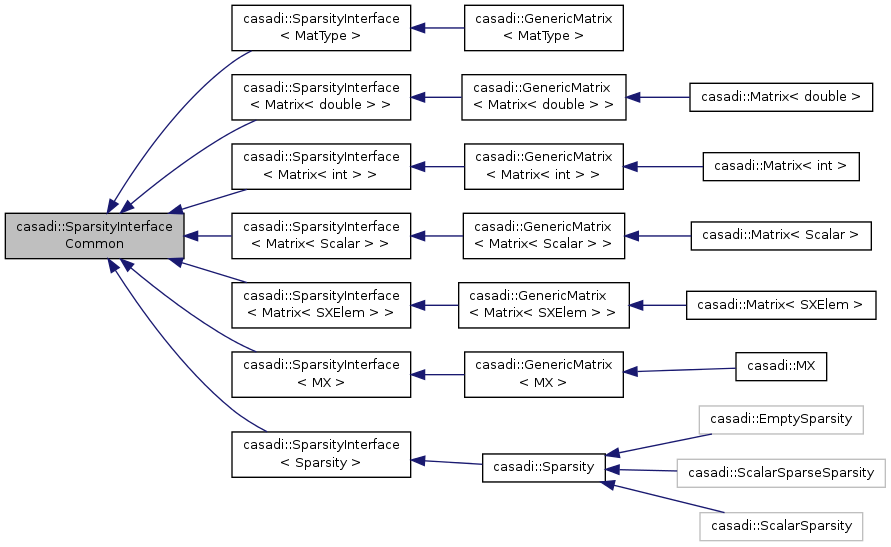 casadi::SparsityInterface
< MatType >
casadi::GenericMatrix
< MatType >
casadi::SparsityInterface
< Matrix< double > >
casadi::GenericMatrix
< Matrix< double > >
casadi::Matrix< double >
casadi::SparsityInterface
< Matrix< int > >
casadi::GenericMatrix
< Matrix< int > >
casadi::Matrix< int >
casadi::SparsityInterface
Common
casadi::SparsityInterface
< Matrix< Scalar > >
casadi::GenericMatrix
< Matrix< Scalar > >
casadi::Matrix< Scalar >
casadi::SparsityInterface
< Matrix< SXElem > >
casadi::GenericMatrix
< Matrix< SXElem > >
casadi::Matrix< SXElem >
casadi::SparsityInterface
< MX >
casadi::GenericMatrix
< MX >
casadi::MX
casadi::SparsityInterface
< Sparsity >
casadi::Sparsity
casadi::EmptySparsity
casadi::ScalarSparseSparsity
casadi::ScalarSparsity